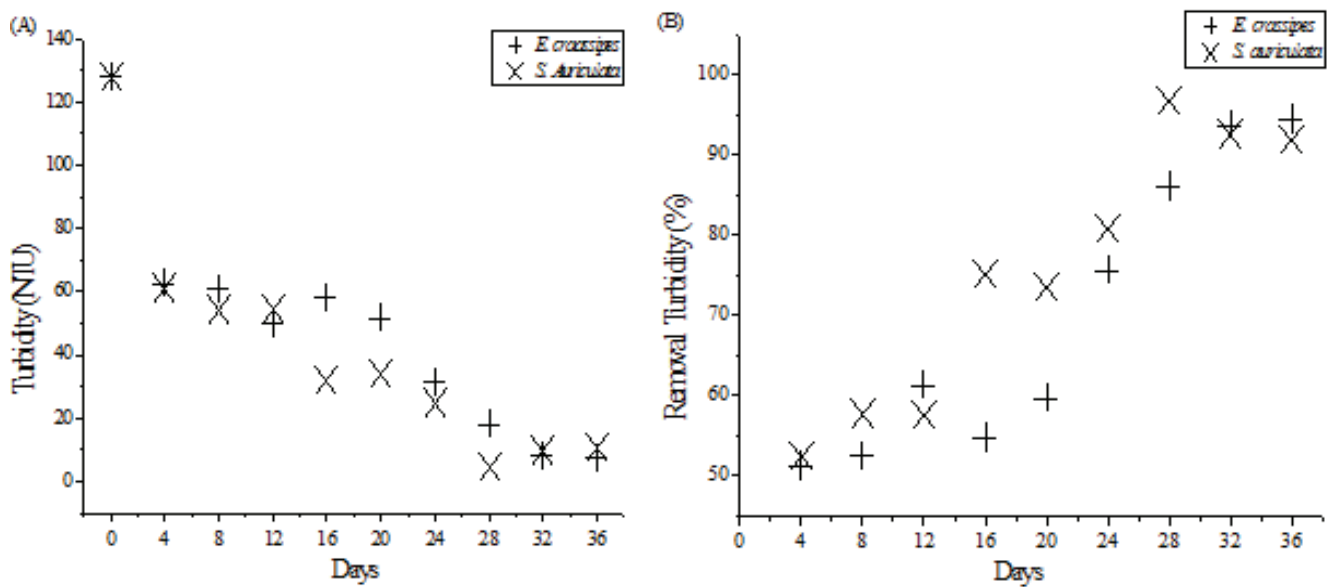 (A)
E. crassipes
S. Auriculata
140
120
100
80
60
40
20
0
Turbidity (NTU)
0 4 8 12 16 20 24 28 32 36
Days
(B)
E. crassipes
S. auriculata
100
90
80
70
60
50
Removal Turbidity (%)
0 4 8 12 16 20 24 28 32 36
Days